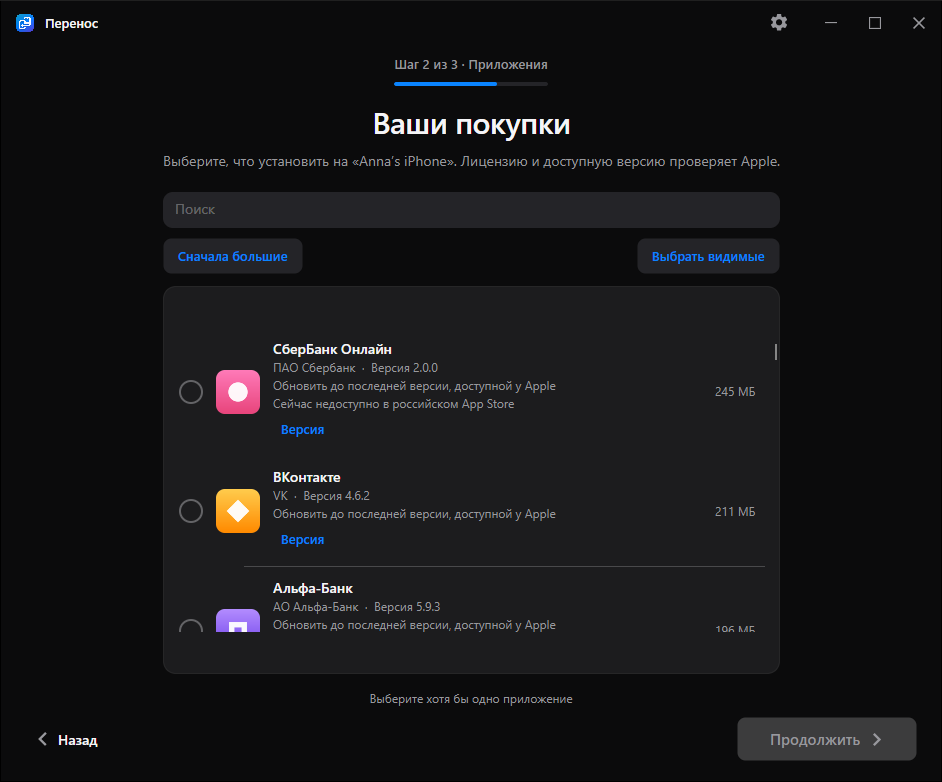 Перенос
Шаг 2 из 3 · Приложения
Ваши покупки
Выберите, что установить на «Anna's iPhone». Лицензию и доступную версию проверяет Apple.
Поиск
Сначала большие
Выбрать видимые
СберБанк Онлайн
ПАО Сбербанк · Версия 2.0.0
Обновить до последней версии, доступной у Apple
Сейчас недоступно в российском App Store
245 МБ
Версия
ВКонтакте
VK · Версия 4.6.2
Обновить до последней версии, доступной у Apple
211 МБ
Версия
Альфа-Банк
АО Альфа-Банк · Версия 5.9.3
Обновить до последней версии, доступной у Apple
196 МБ
Выберите хотя бы одно приложение
Назад
Продолжить